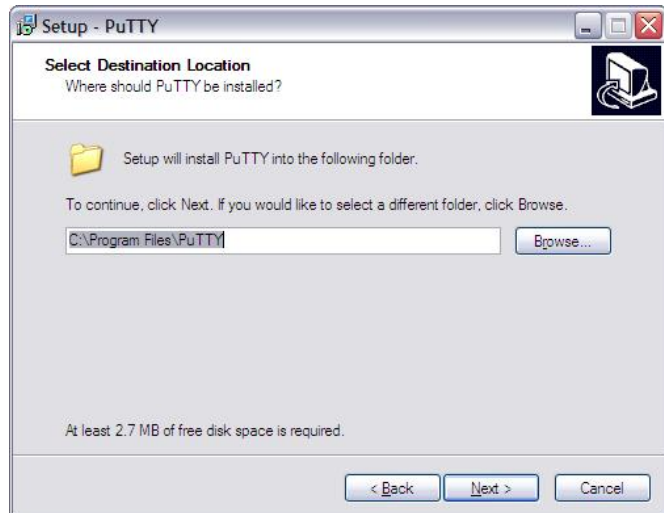 Setup - PuTTY
Select Destination Location
Where should PuTTY be installed?
Setup will install PuTTY into the following folder.
To continue, click Next. If you would like to select a different folder, click Browse.
C:\Program Files\PuTTY
Browse...
At least 2.7 MB of free disk space is required.
< Back
Next >
Cancel